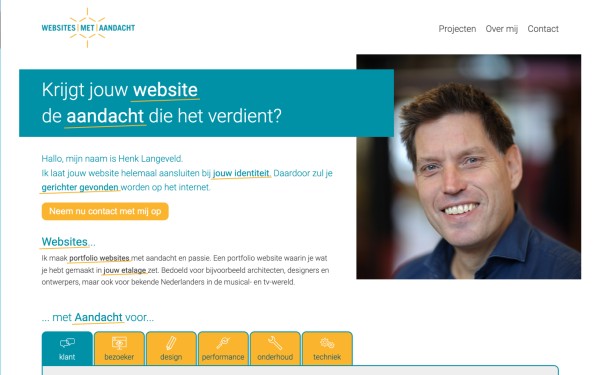 WEBSITES | MET | AANDACHT
Projecten Over mij Contact
Krijgt jouw website
de aandacht die het verdient?
Hallo, mijn naam is Henk Langeveld.
Ik laat jouw website helemaal aansluiten bij jouw identiteit. Daardoor zul je
gerichter gevonden worden op het internet.
Neem nu contact met mij op
Websites...
Ik maak portfolio websites met aandacht en passie. Een portfolio website waarin je wat
je hebt gemaakt in jouw etalage zet. Bedoeld voor bijvoorbeeld architecten, designers en
ontwerpers, maar ook voor bekende Nederlanders in de musical- en tv-wereld.
... met Aandacht voor...
klant bezoeker design performance onderhoud techniek